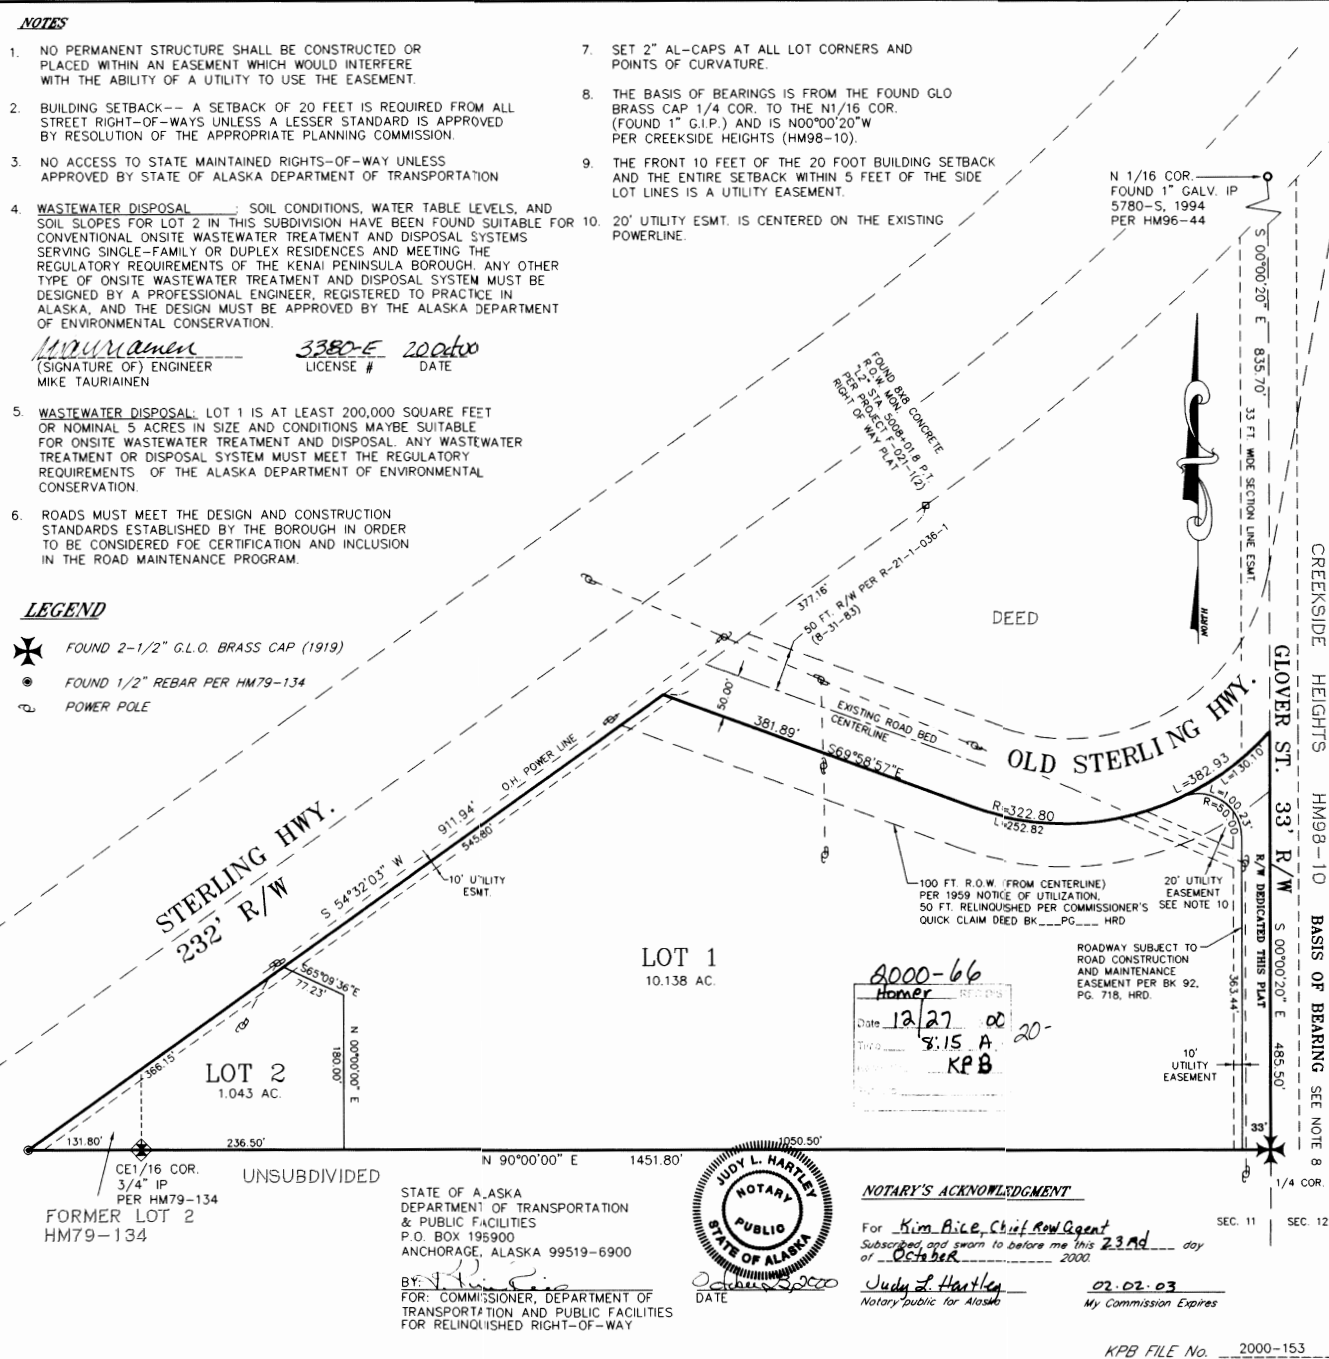 NOTES
1. NO PERMANENT STRUCTURE SHALL BE CONSTRUCTED OR
PLACED WITHIN AN EASEMENT WHICH WOULD INTERFERE
WITH THE ABILITY OF A UTILITY TO USE THE EASEMENT.
2. BUILDING SETBACK-- A SETBACK OF 20 FEET IS REQUIRED FROM ALL
STREET RIGHT-OF-WAYS UNLESS A LESSER STANDARD IS APPROVED
BY RESOLUTION OF THE APPROPRIATE PLANNING COMMISSION.
3. NO ACCESS TO STATE MAINTAINED RIGHTS-OF-WAY UNLESS
APPROVED BY STATE OF ALASKA DEPARTMENT OF TRANSPORTATION
4. WASTEWATER DISPOSAL : SOIL CONDITIONS, WATER TABLE LEVELS, AND
SOIL SLOPES FOR LOT 2 IN THIS SUBDIVISION HAVE BEEN FOUND SUITABLE FOR
CONVENTIONAL ONSITE WASTEWATER TREATMENT AND DISPOSAL SYSTEMS
SERVING SINGLE-FAMILY OR DUPLEX RESIDENCES AND MEETING THE
REGULATORY REQUIREMENTS OF THE KENAI PENINSULA BOROUGH. ANY OTHER
TYPE OF ONSITE WASTEWATER TREATMENT AND DISPOSAL SYSTEM MUST BE
DESIGNED BY A PROFESSIONAL ENGINEER, REGISTERED TO PRACTICE IN
ALASKA, AND THE DESIGN MUST BE APPROVED BY THE ALASKA DEPARTMENT
OF ENVIRONMENTAL CONSERVATION.
3380-E 20 Oct 00
(SIGNATURE OF) ENGINEER LICENSE # DATE
MIKE TAURIAINEN
5. WASTEWATER DISPOSAL: LOT 1 IS AT LEAST 200,000 SQUARE FEET
OR NOMINAL 5 ACRES IN SIZE AND CONDITIONS MAYBE SUITABLE
FOR ONSITE WASTEWATER TREATMENT AND DISPOSAL. ANY WASTEWATER
TREATMENT OR DISPOSAL SYSTEM MUST MEET THE REGULATORY
REQUIREMENTS OF THE ALASKA DEPARTMENT OF ENVIRONMENTAL
CONSERVATION.
6. ROADS MUST MEET THE DESIGN AND CONSTRUCTION
STANDARDS ESTABLISHED BY THE BOROUGH IN ORDER
TO BE CONSIDERED FOE CERTIFICATION AND INCLUSION
IN THE ROAD MAINTENANCE PROGRAM.
7. SET 2" AL-CAPS AT ALL LOT CORNERS AND
POINTS OF CURVATURE.
8. THE BASIS OF BEARINGS IS FROM THE FOUND GLO
BRASS CAP 1/4 COR. TO THE N1/16 COR.
(FOUND 1" G.I.P.) AND IS N00°00'20"W
PER CREEKSIDE HEIGHTS (HM98-10).
9. THE FRONT 10 FEET OF THE 20 FOOT BUILDING SETBACK
AND THE ENTIRE SETBACK WITHIN 5 FEET OF THE SIDE
LOT LINES IS A UTILITY EASEMENT.
10. 20' UTILITY ESMT. IS CENTERED ON THE EXISTING
POWERLINE.
LEGEND
FOUND 2-1/2" G.L.O. BRASS CAP (1919)
FOUND 1/2" REBAR PER HM79-134
POWER POLE
N 1/16 COR.
FOUND 1" GALV. IP
5780-S, 1994
PER HM96-44
S 00°00'20" E 835.70'
33 FT. WIDE SECTION LINE ESMT.
NORTH
FOUND 8X8 CONCRETE
R.O.W. MON.
1.2" STA. 5008+01.8 P.T.
PER PROJECT F-021-1(2)
RIGHT OF WAY PLAT
377.16'
50 FT. R/W PER R-21-1-036-1
(8-31-83)
DEED
CREEKSIDE HEIGHTS HM98-10
BASIS OF BEARING SEE NOTE 8
GLOVER ST. 33' R/W
R/W DEDICATED THIS PLAT
S 00°00'20" E 485.50'
OLD STERLING HWY.
EXISTING ROAD BED
CENTERLINE
50.00'
381.89'
S69°58'57"E
R=322.80
L=252.82
L=382.93
L=130.10'
L=100.23'
R=50.00'
O.H. POWER LINE
911.94'
545.80'
S 54°32'03" W
10' UTILITY
ESMT.
STERLING HWY.
232' R/W
S65°09'36"E
77.23'
N 00°00'00" E
180.00'
366.15'
LOT 1
10.138 AC.
LOT 2
1.043 AC.
100 FT. R.O.W. (FROM CENTERLINE)
PER 1959 NOTICE OF UTILIZATION,
50 FT. RELINQUISHED PER COMMISSIONER'S
QUICK CLAIM DEED BK___PG___ HRD
20' UTILITY
EASEMENT
SEE NOTE 10
ROADWAY SUBJECT TO
ROAD CONSTRUCTION
AND MAINTENANCE
EASEMENT PER BK 92,
PG. 718, HRD.
363.44'
10'
UTILITY
EASEMENT
33'
2000-66
Homer
Date 12/27 00
8:15 A
KPB
20-
131.80'
236.50'
1050.50'
N 90°00'00" E 1451.80'
CE1/16 COR.
3/4" IP
PER HM79-134
UNSUBDIVIDED
FORMER LOT 2
HM79-134
1/4 COR.
SEC. 11 SEC. 12
STATE OF ALASKA
DEPARTMENT OF TRANSPORTATION
& PUBLIC FACILITIES
P.O. BOX 196900
ANCHORAGE, ALASKA 99519-6900
BY:
October 23, 2000
FOR: COMMISSIONER, DEPARTMENT OF
TRANSPORTATION AND PUBLIC FACILITIES
FOR RELINQUISHED RIGHT-OF-WAY
DATE
JUDY L. HARTLEY
NOTARY
PUBLIC
STATE OF ALASKA
NOTARY'S ACKNOWLEDGMENT
For Kim Rice, Chief Row Agent
Subscribed and sworn to before me this 23rd day
of October 2000.
Judy L. Hartley 02-02-03
Notary public for Alaska My Commission Expires
KPB FILE No. 2000-153